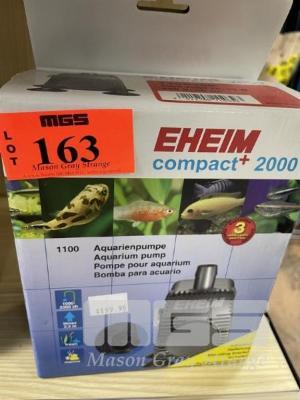 MGS
LOT
163
Mason Gray Strange
EHEIM
compact+ 2000
3
1100
Aquarienpumpe
Aquarium pump
Pompe pour aquarium
Bomba para acuario
MGS
Mason Gray Strange